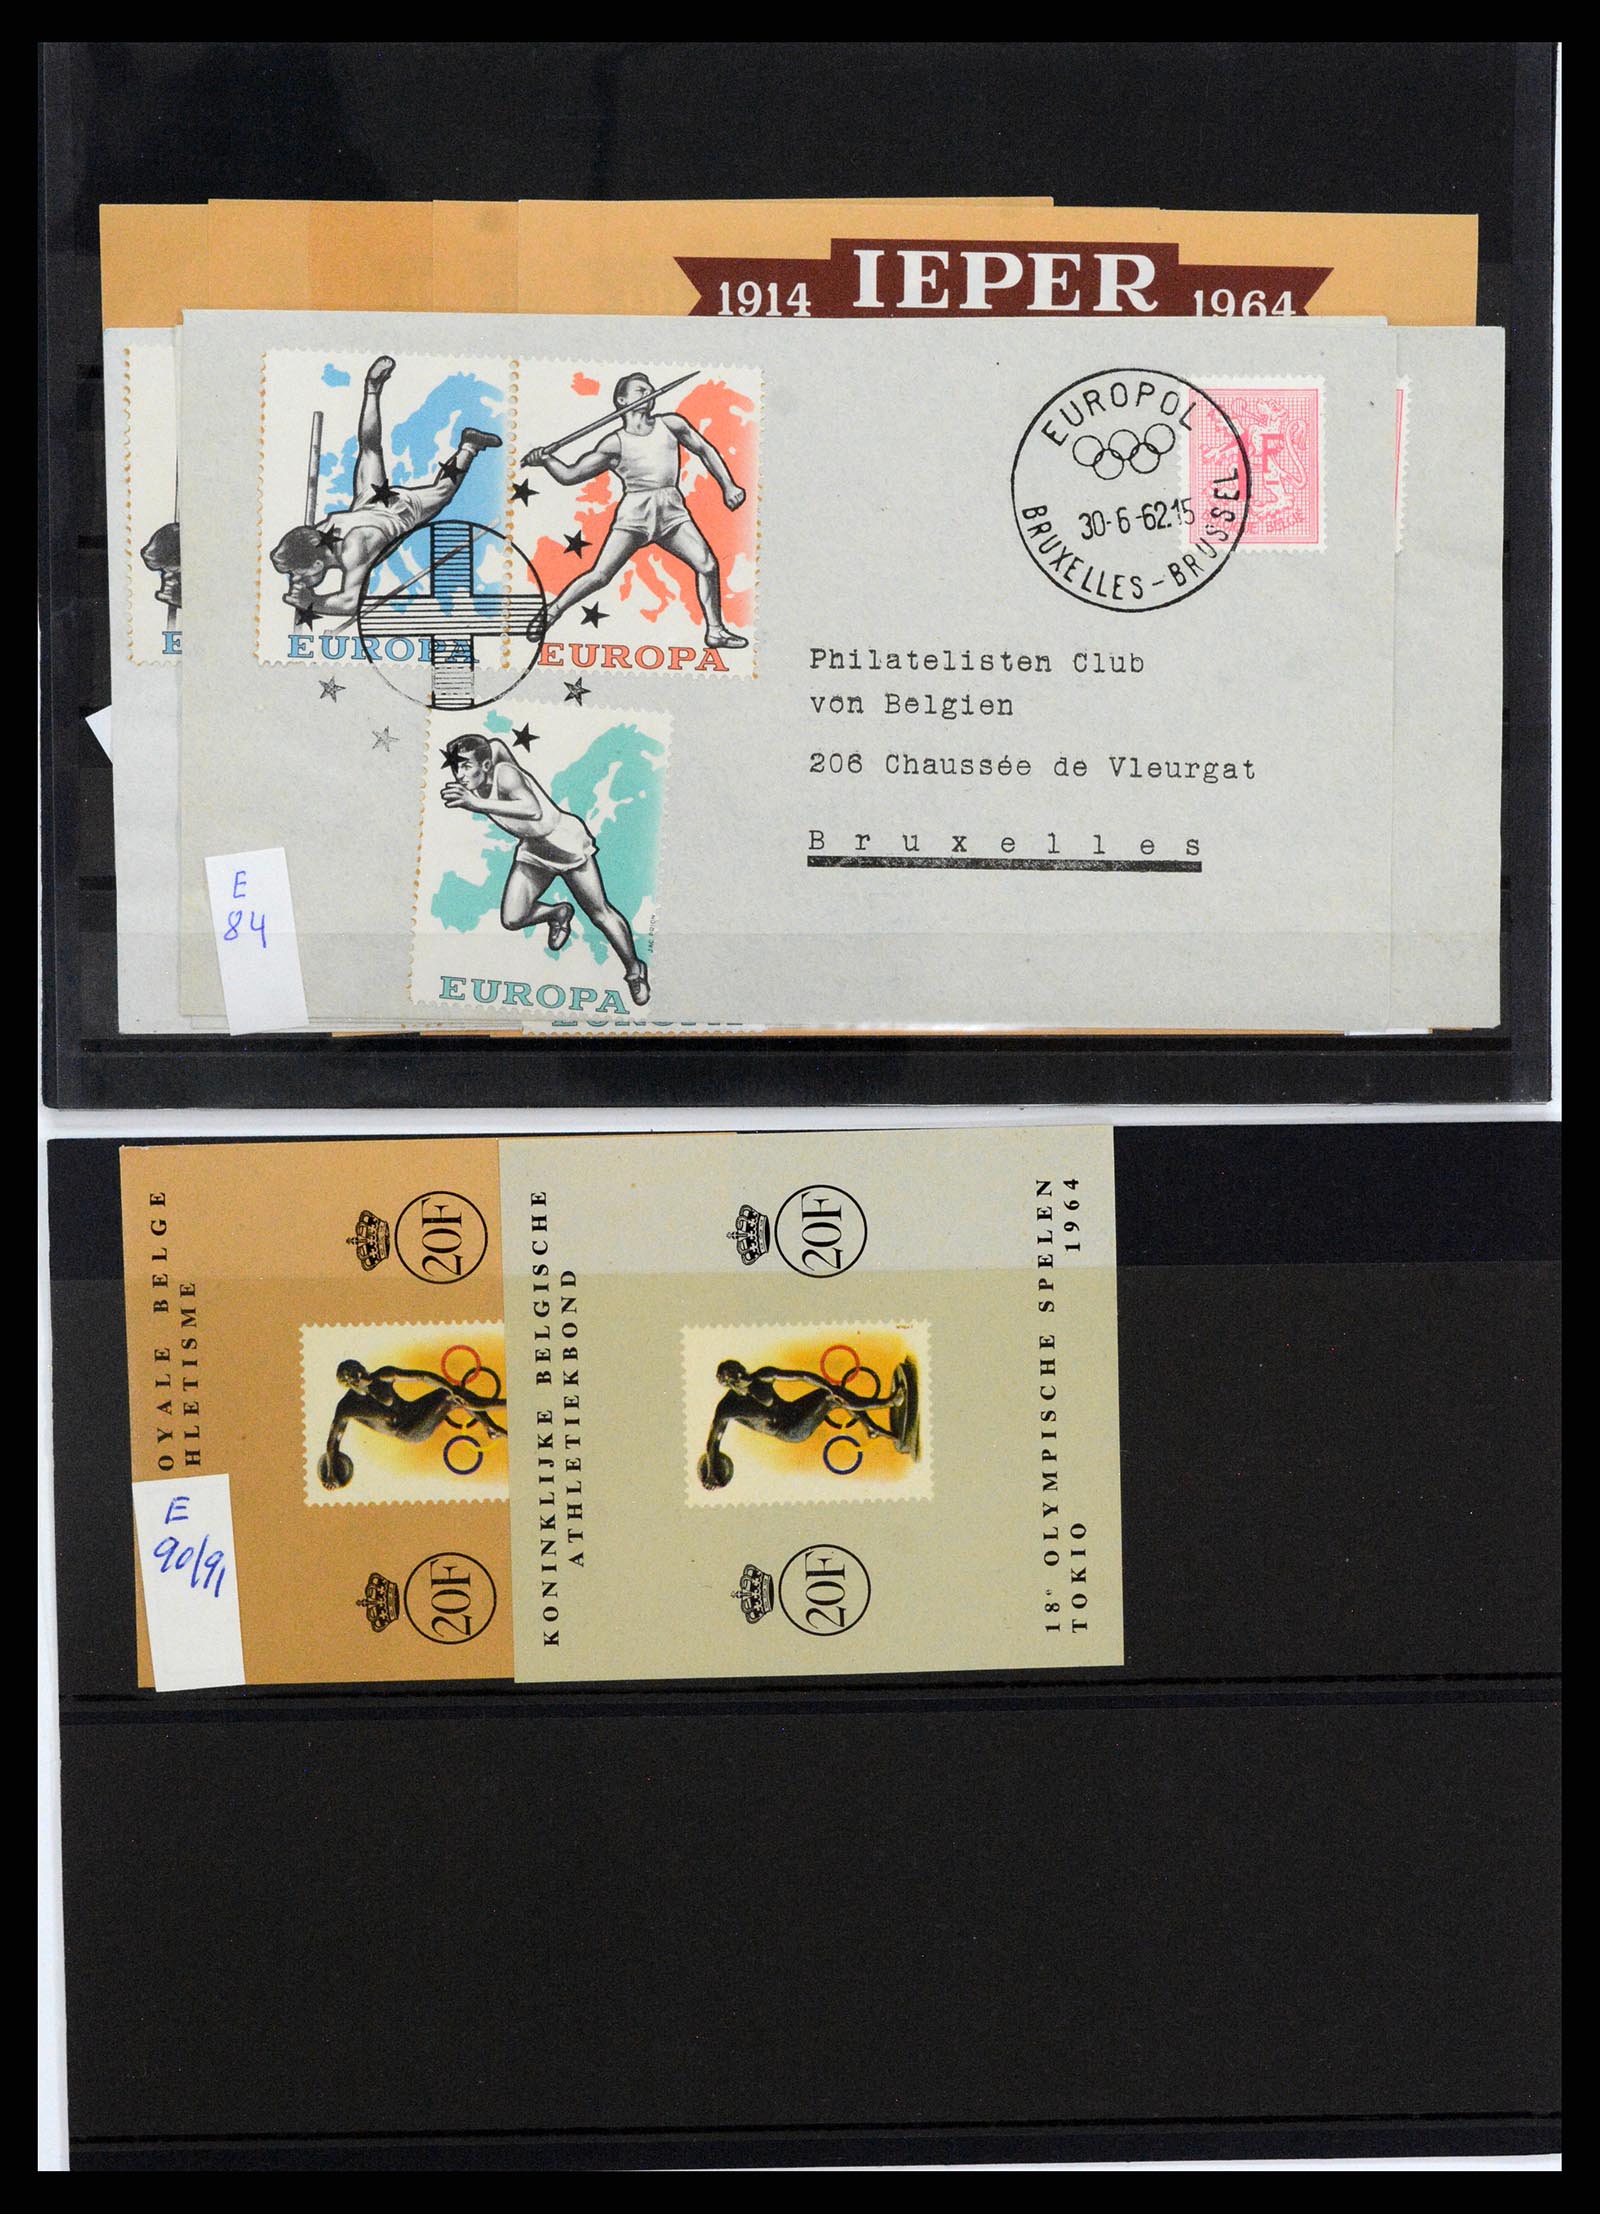 1914 IEPER 1964
EUROPOL
30-6-62.15
BRUXELLES-BRUSSEL
F
E
EUROPA
EUROPA
Philatelisten Club
von Belgien
206 Chaussée de Vleurgat
Bruxelles
E
84
JAC BRION
EUROPA
OYALE BELGE
HLETISME
20F
20F
E
90/91
KONINKLIJKE BELGISCHE
ATHLETIEKBOND
20F
20F
18e OLYMPISCHE SPELEN
TOKIO 1964